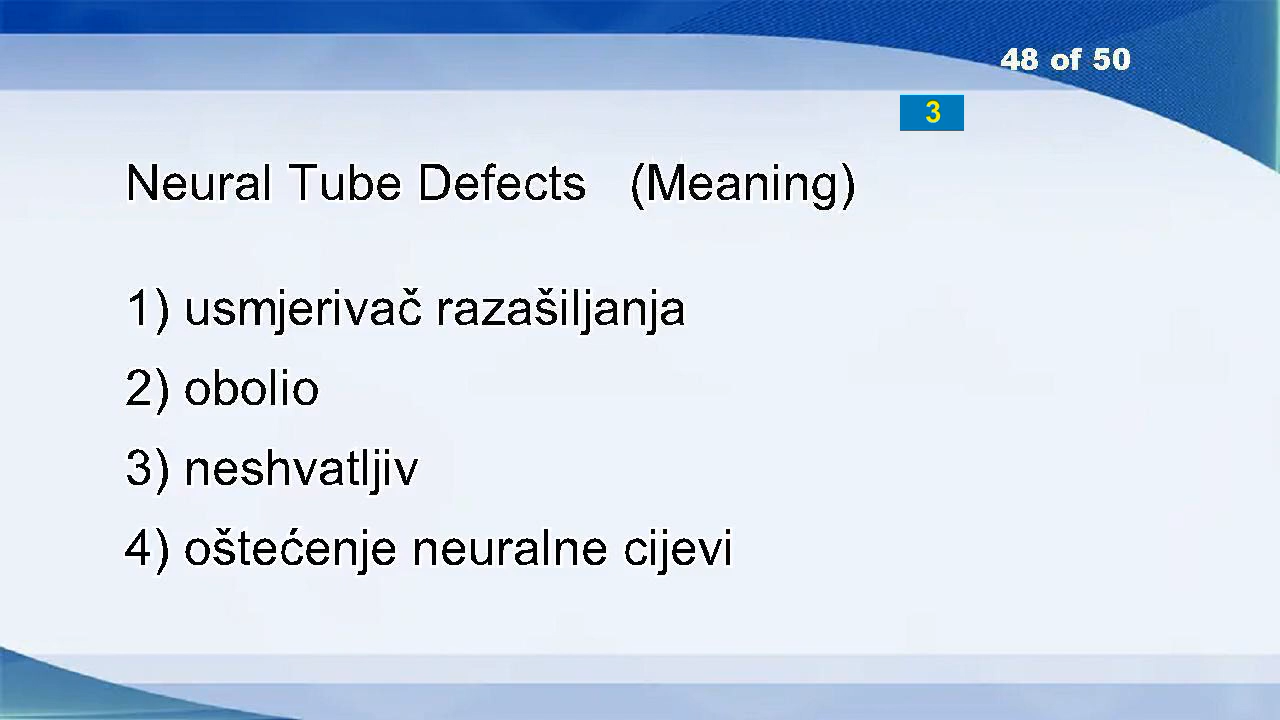 48 of 50
3
Neural Tube Defects (Meaning)
1) usmjerivač razašiljanja
2) obolio
3) neshvatljiv
4) oštećenje neuralne cijevi